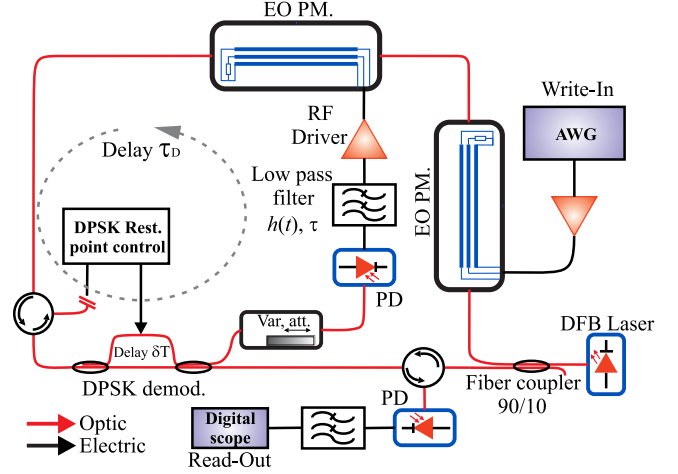 EO PM.
Write-In
AWG
RF
Driver
Delay τD
Low pass
filter
h(t), τ
EO PM.
DPSK Rest.
point control
PD
Var, att.
DFB Laser
Delay δT
DPSK demod.
Fiber coupler
90/10
PD
Optic
Electric
Digital
scope
Read-Out